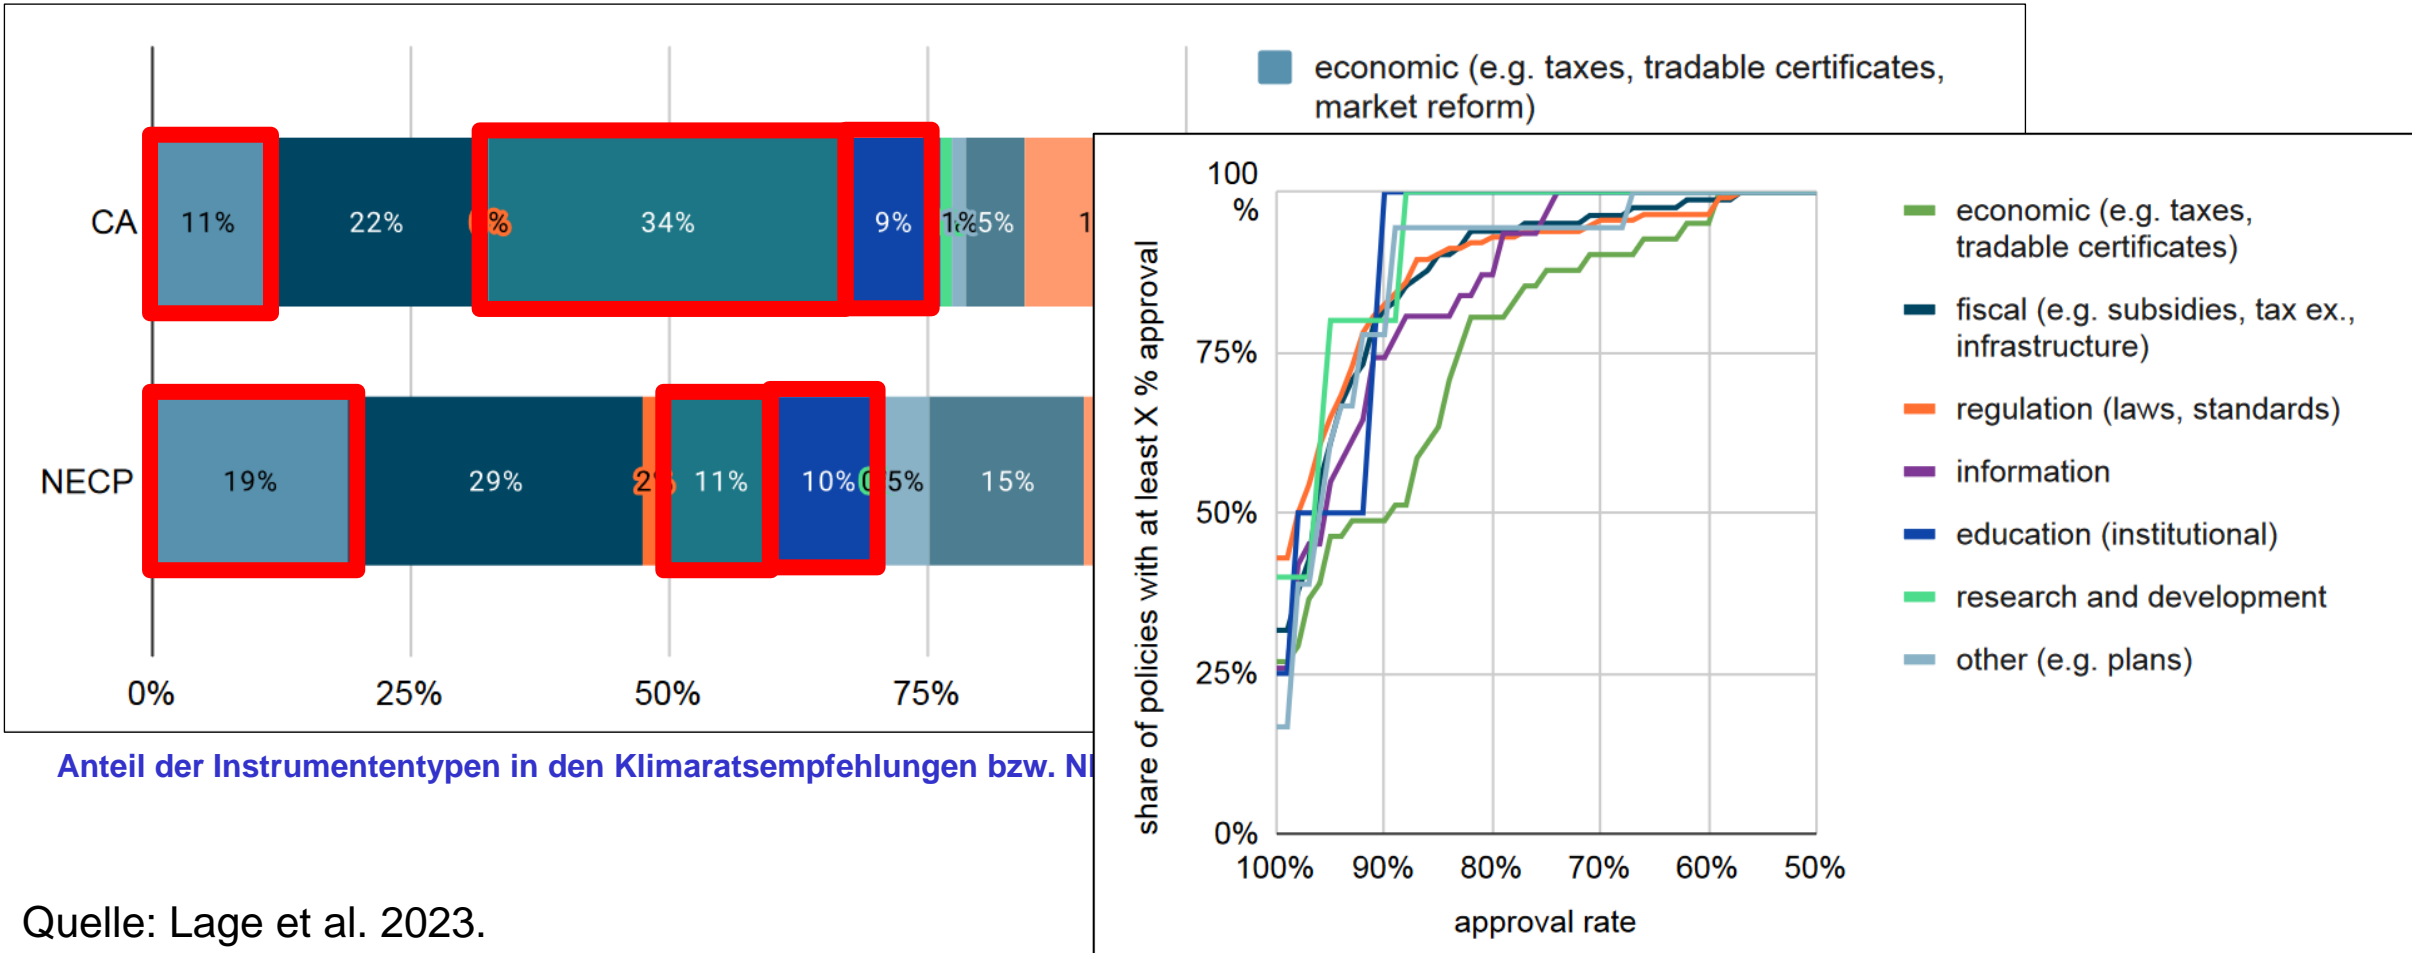 economic (e.g. taxes, tradable certificates,
market reform)
CA
11%
22%
34%
9%
1%
5%
NECP
19%
29%
2%
11%
10%
5%
15%
0%
25%
50%
75%
Anteil der Instrumententypen in den Klimaratsempfehlungen bzw.
Quelle: Lage et al. 2023.
share of policies with at least X % approval
100
%
75%
50%
25%
0%
100%
90%
80%
70%
60%
50%
approval rate
economic (e.g. taxes,
tradable certificates)
fiscal (e.g. subsidies, tax ex.,
infrastructure)
regulation (laws, standards)
information
education (institutional)
research and development
other (e.g. plans)